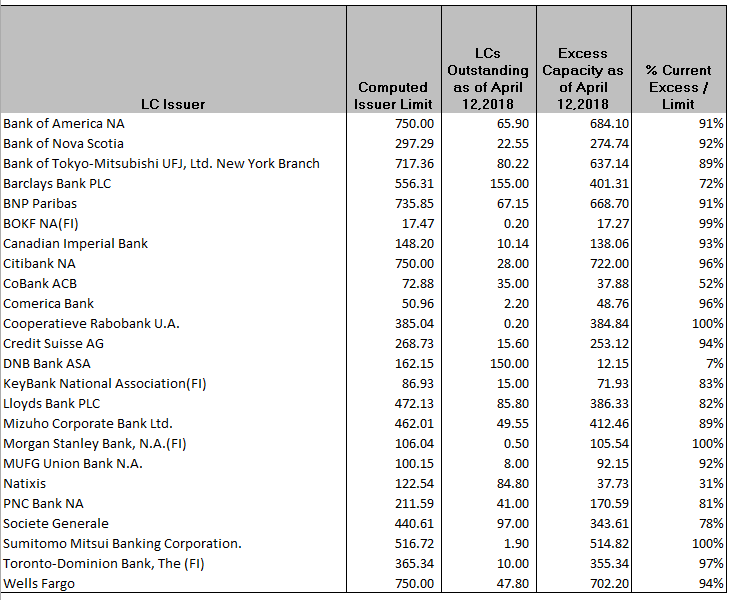 LC Issuer Computed Issuer Limit LCs Outstanding as of April 12,2018 Excess Capacity as of April 12,2018 % Current Excess / Limit
Bank of America NA 750.00 65.90 684.10 91%
Bank of Nova Scotia 297.29 22.55 274.74 92%
Bank of Tokyo-Mitsubishi UFJ, Ltd. New York Branch 717.36 80.22 637.14 89%
Barclays Bank PLC 556.31 155.00 401.31 72%
BNP Paribas 735.85 67.15 668.70 91%
BOKF NA(FI) 17.47 0.20 17.27 99%
Canadian Imperial Bank 148.20 10.14 138.06 93%
Citibank NA 750.00 28.00 722.00 96%
CoBank ACB 72.88 35.00 37.88 52%
Comerica Bank 50.96 2.20 48.76 96%
Cooperatieve Rabobank U.A. 385.04 0.20 384.84 100%
Credit Suisse AG 268.73 15.60 253.12 94%
DNB Bank ASA 162.15 150.00 12.15 7%
KeyBank National Association(FI) 86.93 15.00 71.93 83%
Lloyds Bank PLC 472.13 85.80 386.33 82%
Mizuho Corporate Bank Ltd. 462.01 49.55 412.46 89%
Morgan Stanley Bank, N.A.(FI) 106.04 0.50 105.54 100%
MUFG Union Bank N.A. 100.15 8.00 92.15 92%
Natixis 122.54 84.80 37.73 31%
PNC Bank NA 211.59 41.00 170.59 81%
Societe Generale 440.61 97.00 343.61 78%
Sumitomo Mitsui Banking Corporation. 516.72 1.90 514.82 100%
Toronto-Dominion Bank, The (FI) 365.34 10.00 355.34 97%
Wells Fargo 750.00 47.80 702.20 94%